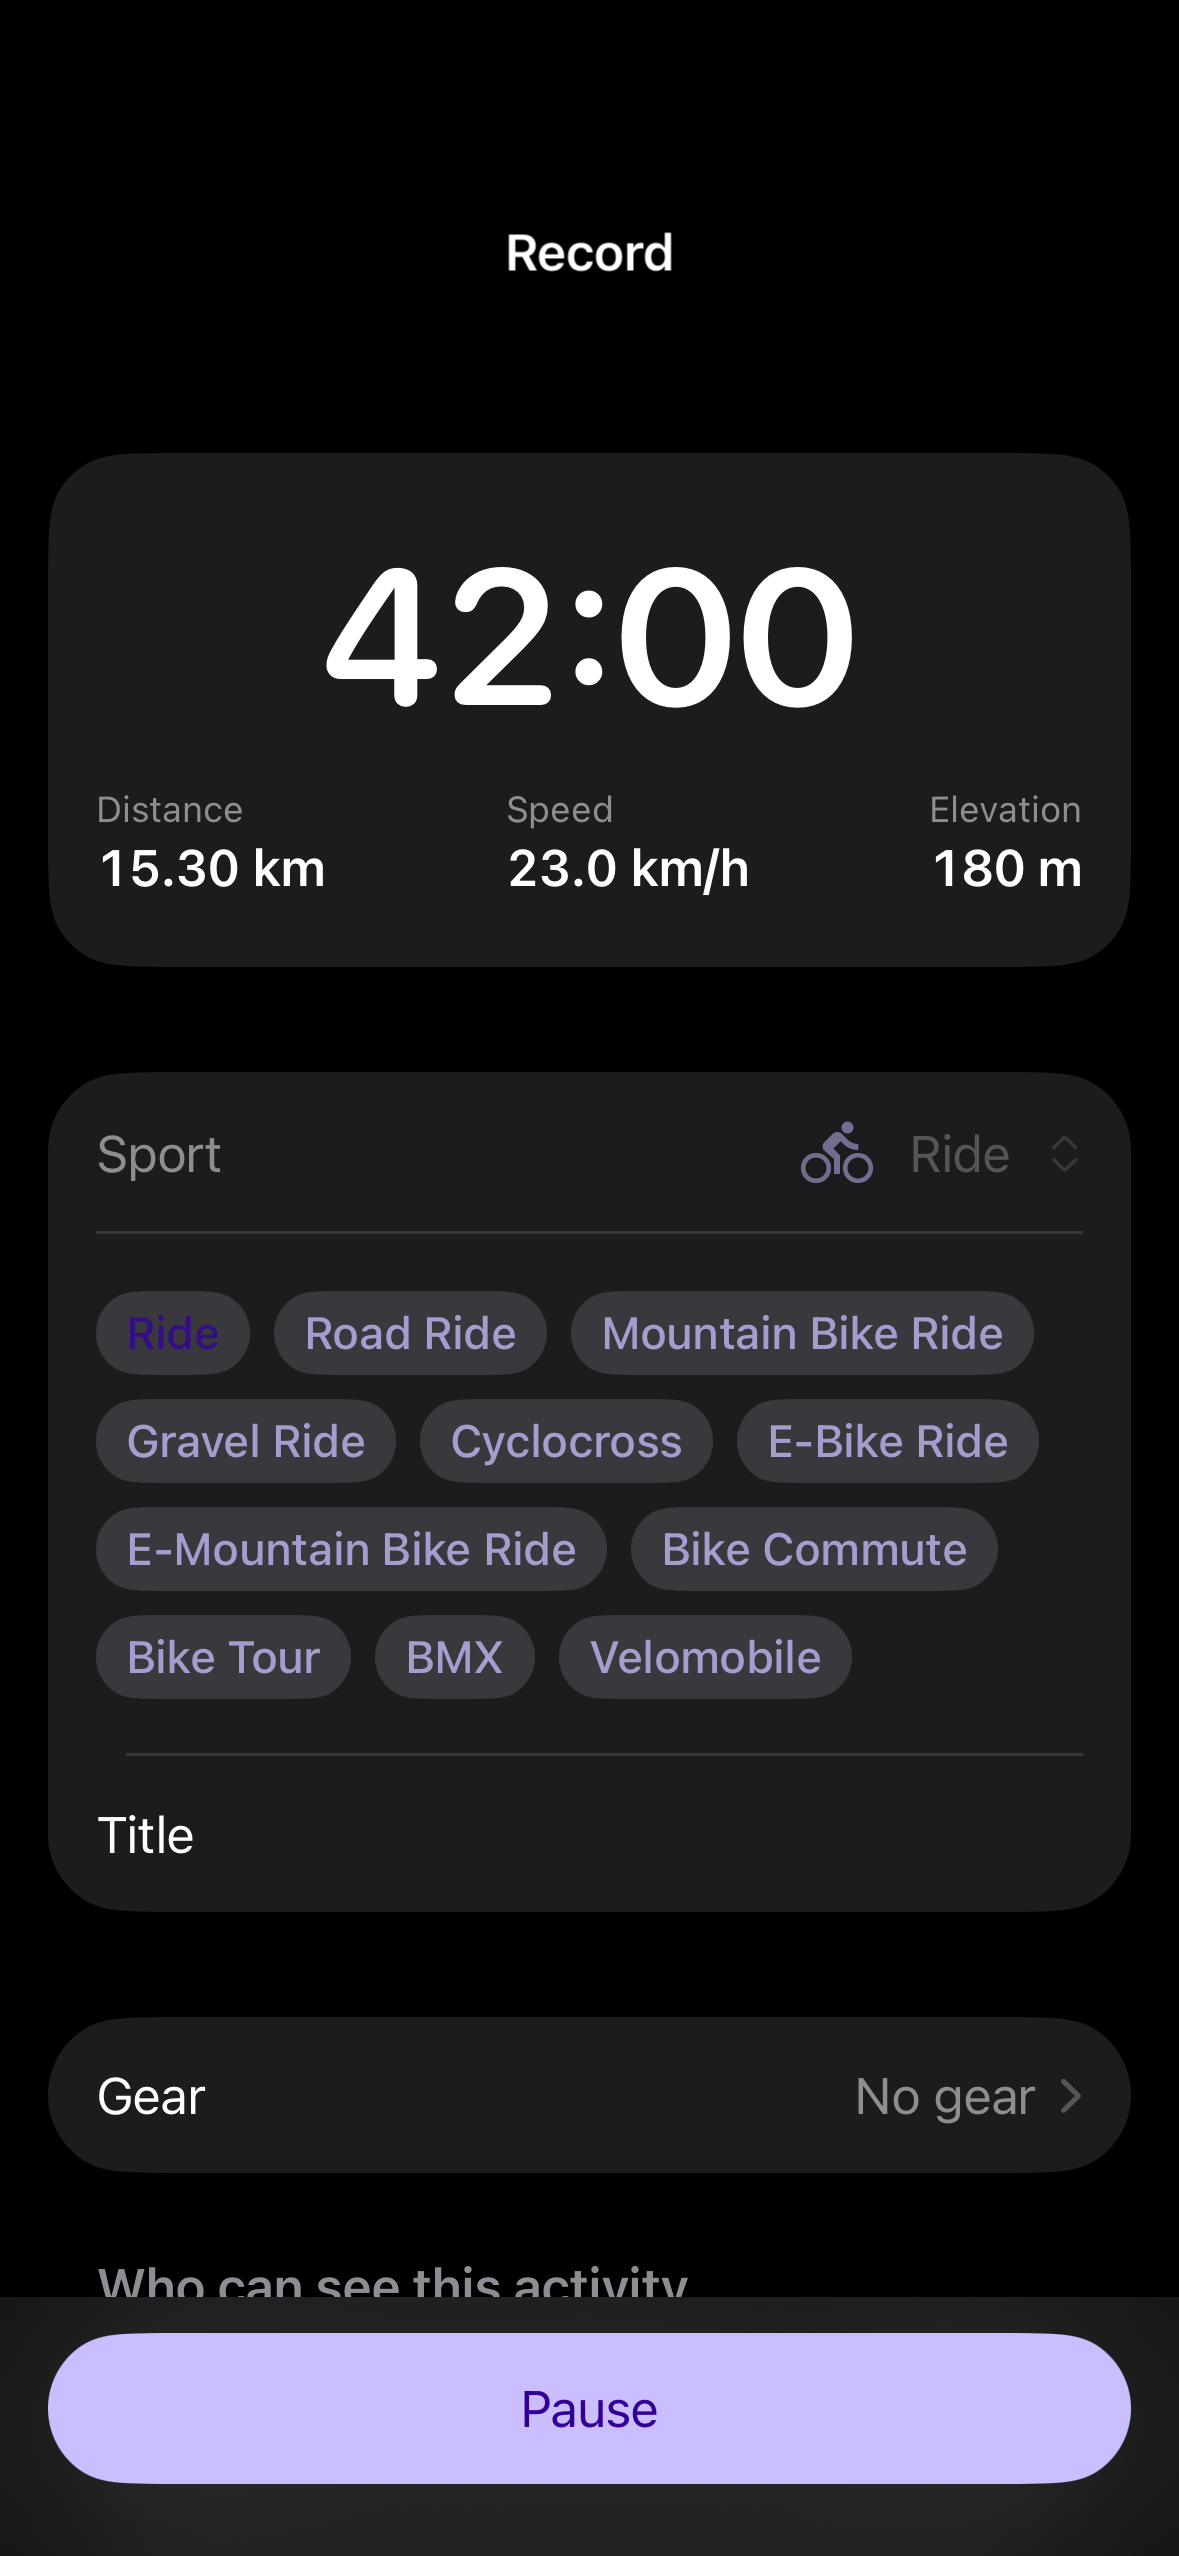 Record
42:00
Distance Speed Elevation
15.30 km 23.0 km/h 180 m
Sport Ride
Ride Road Ride Mountain Bike Ride
Gravel Ride Cyclocross E-Bike Ride
E-Mountain Bike Ride Bike Commute
Bike Tour BMX Velomobile
Title
Gear No gear
Who can see this activity
Pause